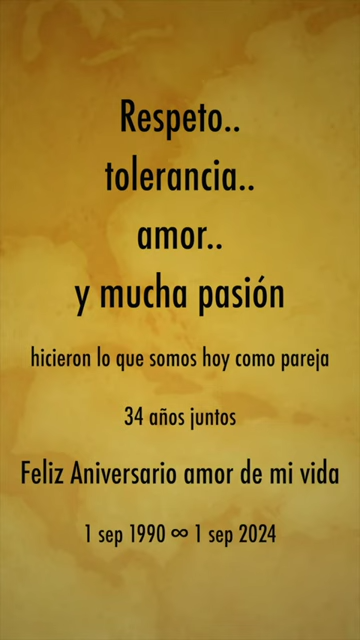 Respeto..
tolerancia..
amor..
y mucha pasión
hicieron lo que somos hoy como pareja
34 años juntos
Feliz Aniversario amor de mi vida
1 sep 1990 ∞ 1 sep 2024